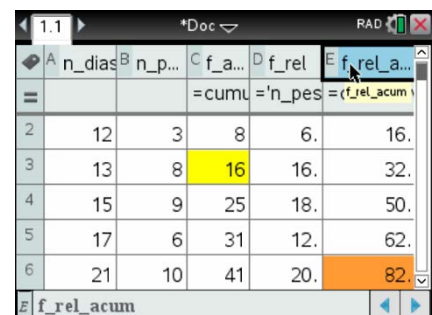 1.1 *Doc RAD
A n_dias B n_p... C f_a... D f_rel E f_rel_a...
= =cumu ='n_pes =( f_rel_acum
2 12 3 8 6. 16.
3 13 8 16 16. 32.
4 15 9 25 18. 50.
5 17 6 31 12. 62.
6 21 10 41 20. 82.
E f_rel_acum